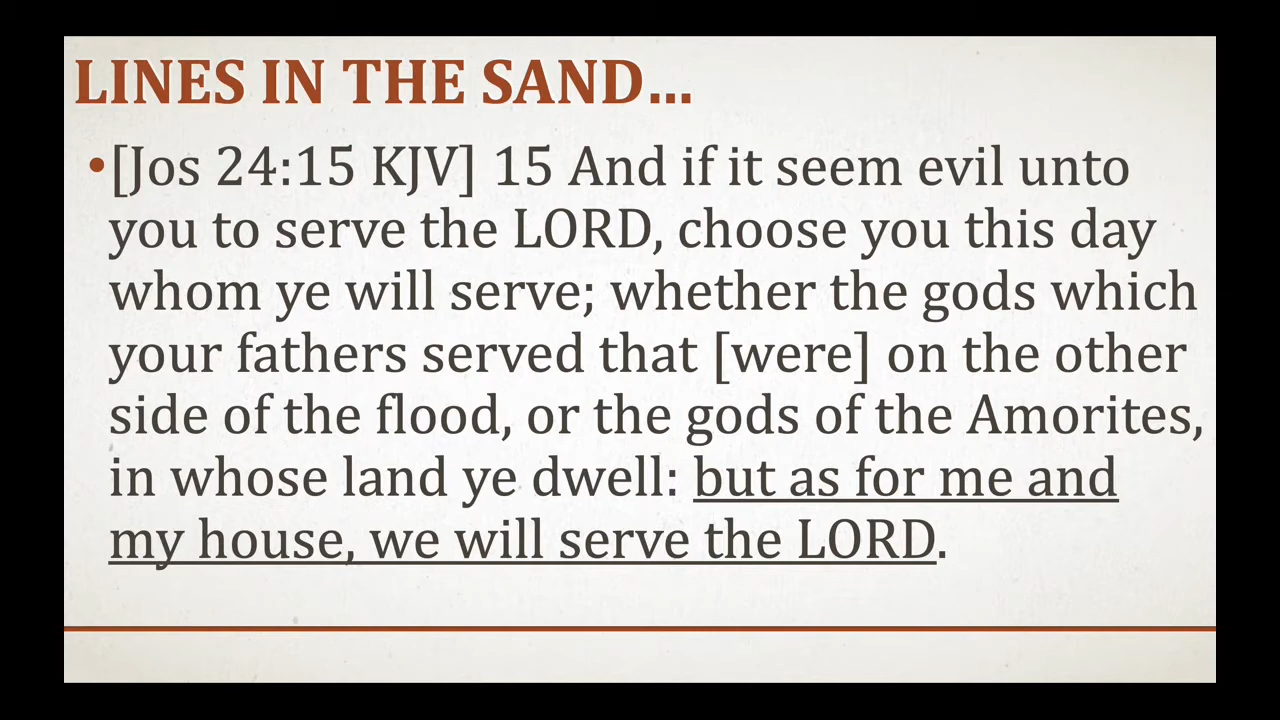 LINES IN THE SAND…
•[Jos 24:15 KJV] 15 And if it seem evil unto
you to serve the LORD, choose you this day
whom ye will serve; whether the gods which
your fathers served that [were] on the other
side of the flood, or the gods of the Amorites,
in whose land ye dwell: but as for me and
my house, we will serve the LORD.